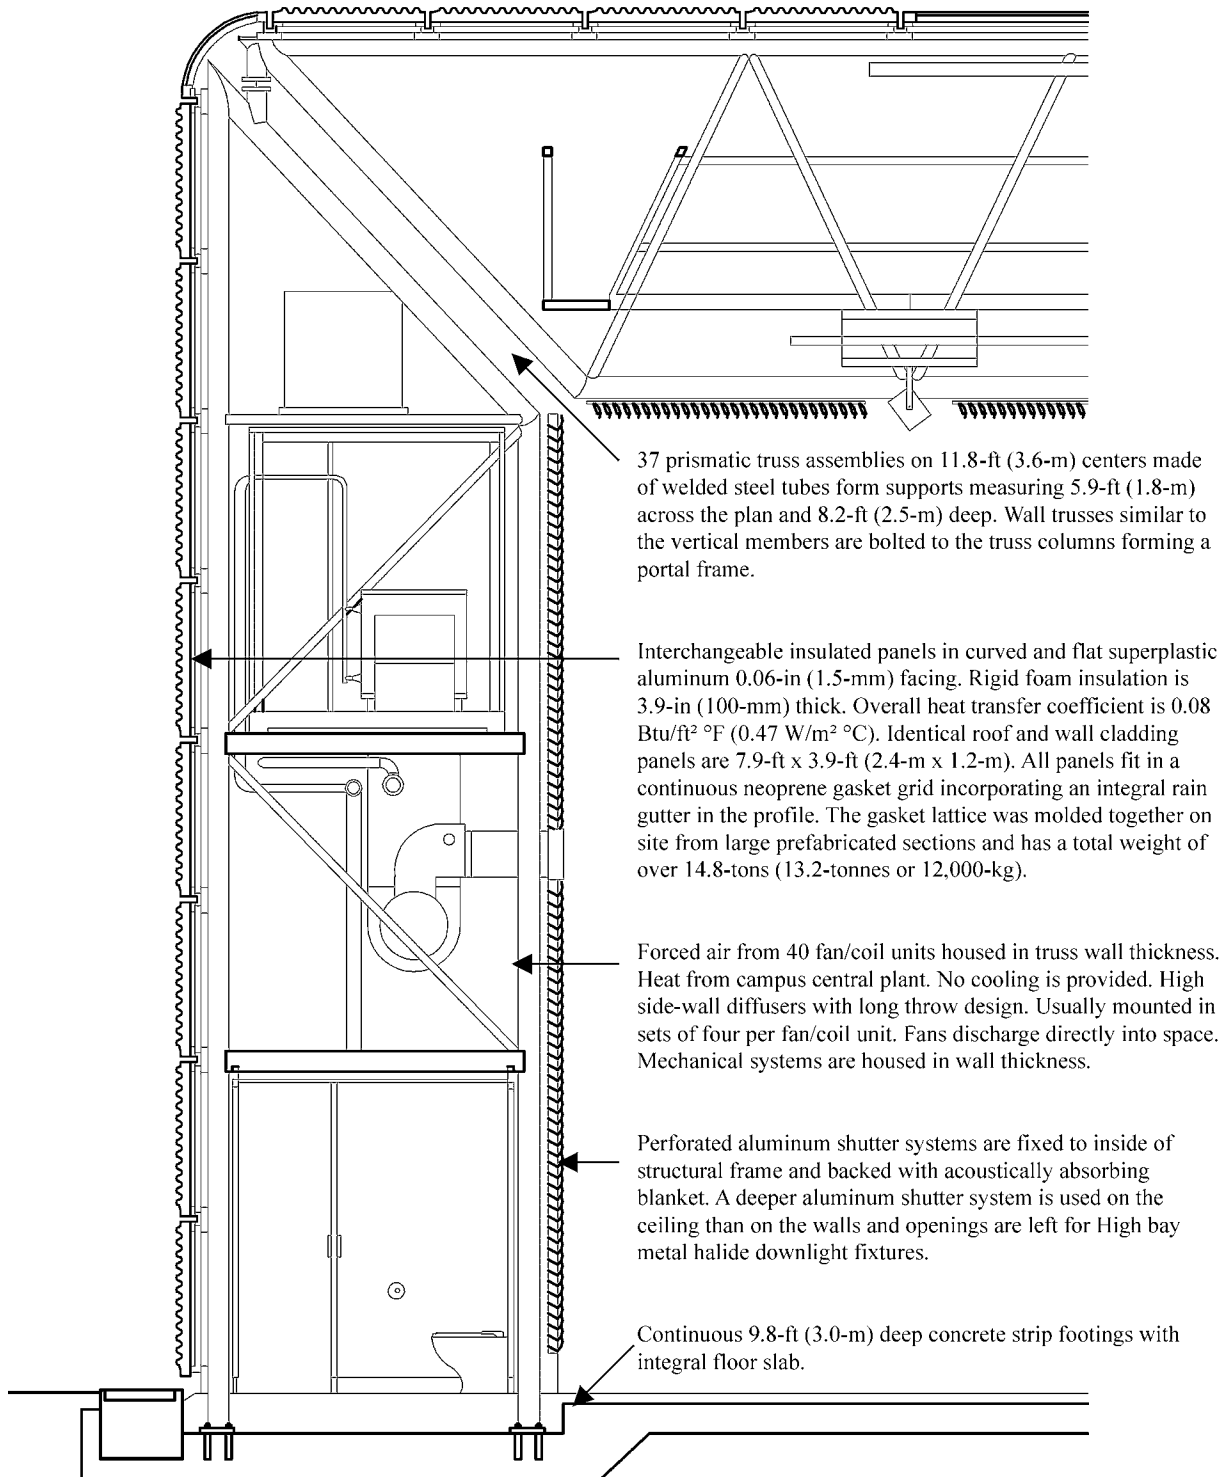 37 prismatic truss assemblies on 11.8-ft (3.6-m) centers made
of welded steel tubes form supports measuring 5.9-ft (1.8-m)
across the plan and 8.2-ft (2.5-m) deep. Wall trusses similar to
the vertical members are bolted to the truss columns forming a
portal frame.
Interchangeable insulated panels in curved and flat superplastic
aluminum 0.06-in (1.5-mm) facing. Rigid foam insulation is
3.9-in (100-mm) thick. Overall heat transfer coefficient is 0.08
Btu/ft² °F (0.47 W/m² °C). Identical roof and wall cladding
panels are 7.9-ft x 3.9-ft (2.4-m x 1.2-m). All panels fit in a
continuous neoprene gasket grid incorporating an integral rain
gutter in the profile. The gasket lattice was molded together on
site from large prefabricated sections and has a total weight of
over 14.8-tons (13.2-tonnes or 12,000-kg).
Forced air from 40 fan/coil units housed in truss wall thickness.
Heat from campus central plant. No cooling is provided. High
side-wall diffusers with long throw design. Usually mounted in
sets of four per fan/coil unit. Fans discharge directly into space.
Mechanical systems are housed in wall thickness.
Perforated aluminum shutter systems are fixed to inside of
structural frame and backed with acoustically absorbing
blanket. A deeper aluminum shutter system is used on the
ceiling than on the walls and openings are left for High bay
metal halide downlight fixtures.
Continuous 9.8-ft (3.0-m) deep concrete strip footings with
integral floor slab.